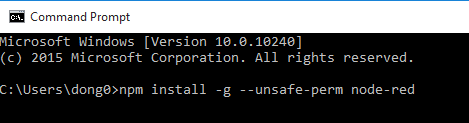 Command Prompt
Microsoft Windows [Version 10.0.10240]
(c) 2015 Microsoft Corporation. All rights reserved.
C:\Users\dong0>npm install -g --unsafe-perm node-red